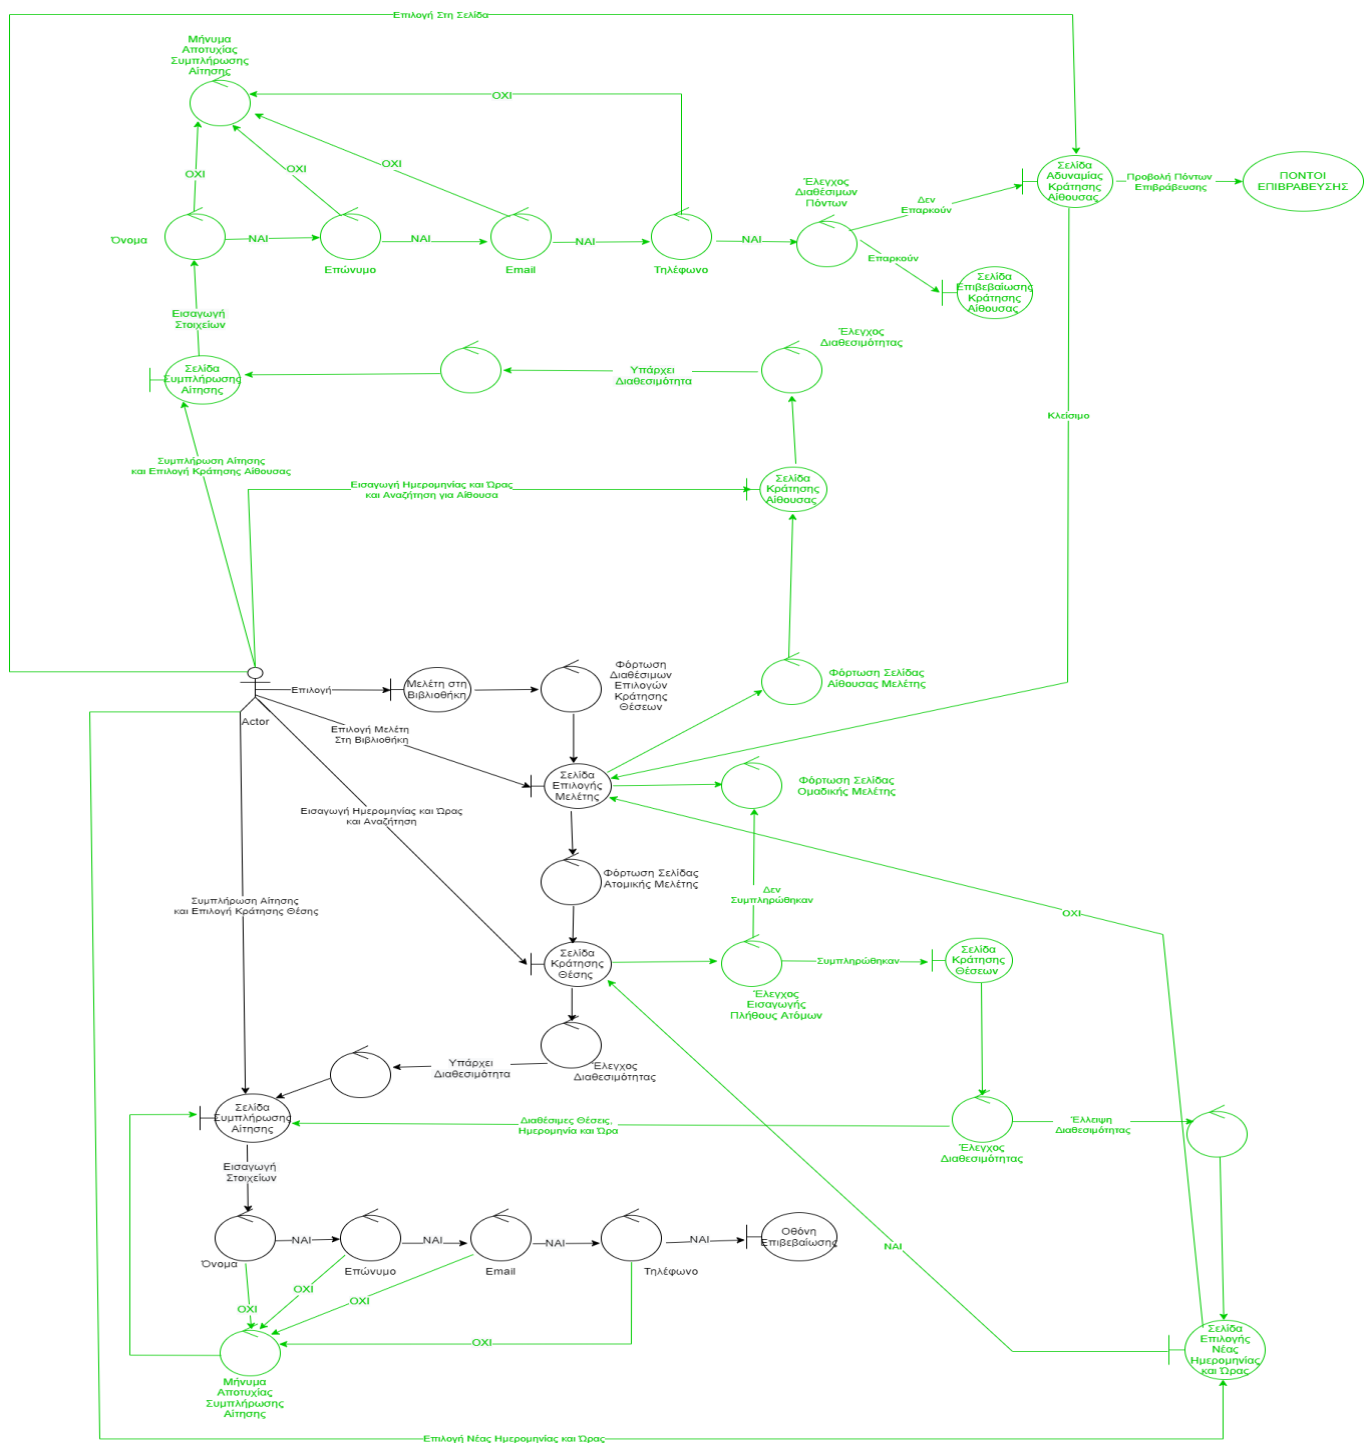 Επιλογή Στη Σελίδα
Μήνυμα
Αποτυχίας
Συμπλήρωσης
Αίτησης
ΟΧΙ
ΟΧΙ
ΟΧΙ
ΟΧΙ
Όνομα
ΝΑΙ
Επώνυμο
ΝΑΙ
Email
ΝΑΙ
Τηλέφωνο
ΝΑΙ
Έλεγχος
Διαθέσιμων
Πόντων
Δεν
Επαρκούν
Επαρκούν
Σελίδα
Αδυναμίας
Κράτησης
Αίθουσας
Προβολή Πόντων
Επιβράβευσης
ΠΟΝΤΟΙ
ΕΠΙΒΡΑΒΕΥΣΗΣ
Σελίδα
Επιβεβαίωσης
Κράτησης
Αίθουσας
Εισαγωγή
Στοιχείων
Σελίδα
Συμπλήρωσης
Αίτησης
Υπάρχει
Διαθεσιμότητα
Έλεγχος
Διαθεσιμότητας
Κλείσιμο
Συμπλήρωση Αίτησης
και Επιλογή Κράτησης Αίθουσας
Εισαγωγή Ημερομηνίας και Ώρας
και Αναζήτηση για Αίθουσα
Σελίδα
Κράτησης
Αίθουσας
Actor
Επιλογή
Μελέτη στη
Βιβλιοθήκη
Φόρτωση
Διαθέσιμων
Επιλογών
Κράτησης
Θέσεων
Φόρτωση Σελίδας
Αίθουσας Μελέτης
Επιλογή Μελέτη
Στη Βιβλιοθήκη
Σελίδα
Επιλογής
Μελέτης
Φόρτωση Σελίδας
Ομαδικής Μελέτης
Εισαγωγή Ημερομηνίας και Ώρας
και Αναζήτηση
Φόρτωση Σελίδας
Ατομικής Μελέτης
Δεν
Συμπληρώθηκαν
Συμπλήρωση Αίτησης
και Επιλογή Κράτησης Θέσης
ΟΧΙ
Σελίδα
Κράτησης
Θέσης
Συμπληρώθηκαν
Σελίδα
Κράτησης
Θέσεων
Έλεγχος
Εισαγωγής
Πλήθους Ατόμων
Υπάρχει
Διαθεσιμότητα
Έλεγχος
Διαθεσιμότητας
Σελίδα
Συμπλήρωσης
Αίτησης
Διαθέσιμες Θέσεις,
Ημερομηνία και Ώρα
Έλεγχος
Διαθεσιμότητας
Έλλειψη
Διαθεσιμότητας
Εισαγωγή
Στοιχείων
Όνομα
ΝΑΙ
Επώνυμο
ΝΑΙ
Email
ΝΑΙ
Τηλέφωνο
ΝΑΙ
Οθόνη
Επιβεβαίωσης
ΝΑΙ
ΟΧΙ
ΟΧΙ
ΟΧΙ
ΟΧΙ
Μήνυμα
Αποτυχίας
Συμπλήρωσης
Αίτησης
Σελίδα
Επιλογής
Νέας
Ημερομηνίας
και Ώρας
Επιλογή Νέας Ημερομηνίας και Ώρας